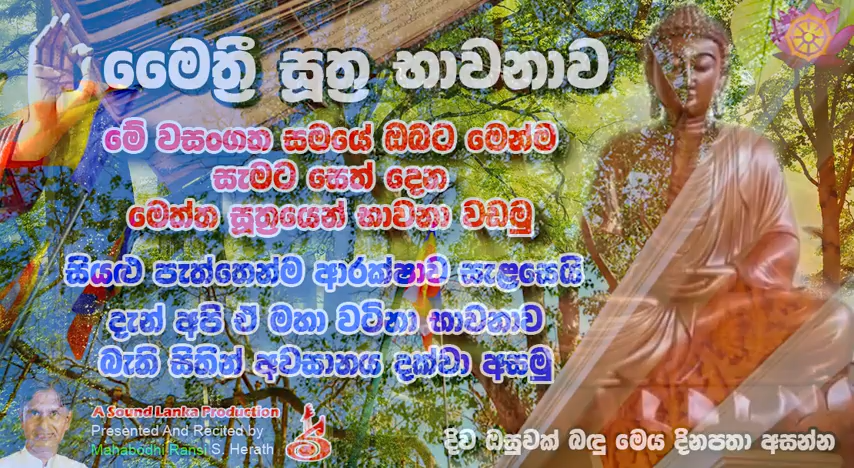 මෛත්‍රී සූත්‍ර භාවනාව
මේ වසංගත සමයේ ඔබට මෙන්ම
සැමට සෙත් දෙන
මෙත්ත සූත්‍රයෙන් භාවනා වඩමු
සියළු පැත්තෙන්ම ආරක්ෂාව සැළසෙයි
දැන් අපි ඒ මහා වටිනා භාවනාව
බැති සිතින් අවසානය දක්වා අසමු
A Sound Lanka Production
Presented And Recited by
Mahabodhi Ransi S. Herath
දිව ඔසුවක් බඳු මෙය දිනපතා අසන්න